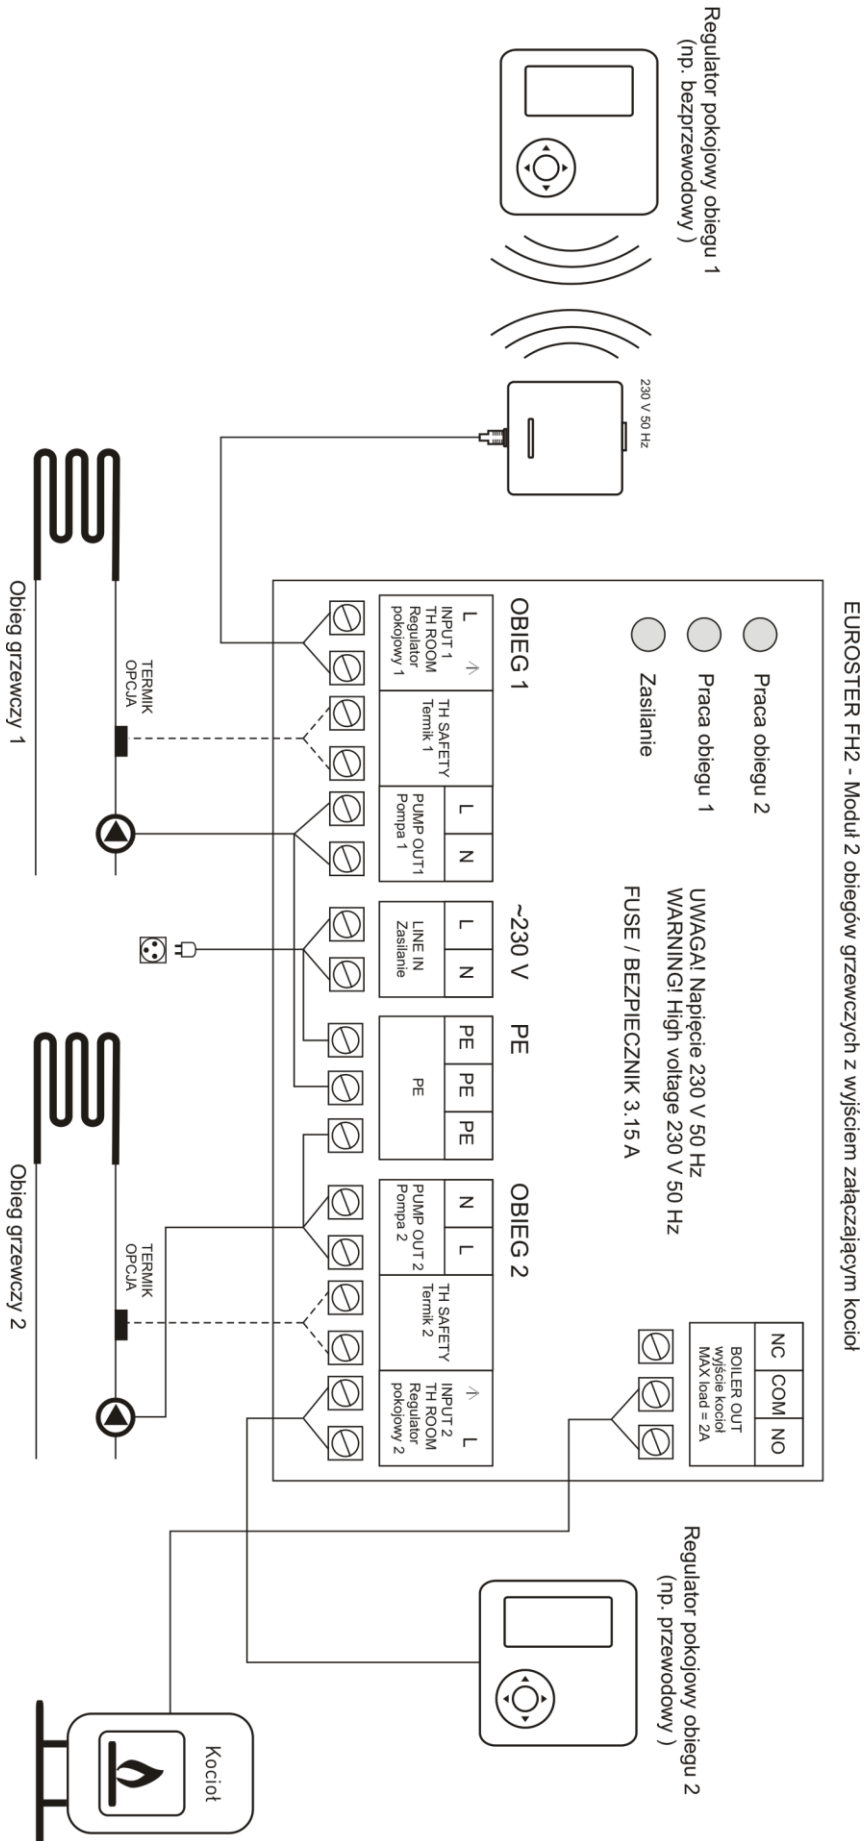 EUROSTER FH2 - Moduł 2 obiegów grzewczych z wyjściem załączającym kocioł
Regulator pokojowy obiegu 1
(np. bezprzewodowy )
230 V 50 Hz
Praca obiegu 2
Praca obiegu 1
Zasilanie
UWAGA! Napięcie 230 V 50 Hz
WARNING! High voltage 230 V 50 Hz
FUSE / BEZPIECZNIK 3.15 A
NC COM NO
BOILER OUT
wyjście kocioł
MAX load = 2A
Regulator pokojowy obiegu 2
(np. przewodowy )
OBIEG 1
~230 V
PE
OBIEG 2
L
INPUT 1
TH ROOM
Regulator
pokojowy 1
TH SAFETY
Termik 1
L N
PUMP OUT1
Pompa 1
L N
LINE IN
Zasilanie
PE PE PE
PE
N L
PUMP OUT 2
Pompa 2
TH SAFETY
Termik 2
L
INPUT 2
TH ROOM
Regulator
pokojowy 2
TERMIK
OPCJA
Obieg grzewczy 1
TERMIK
OPCJA
Obieg grzewczy 2
Kocioł